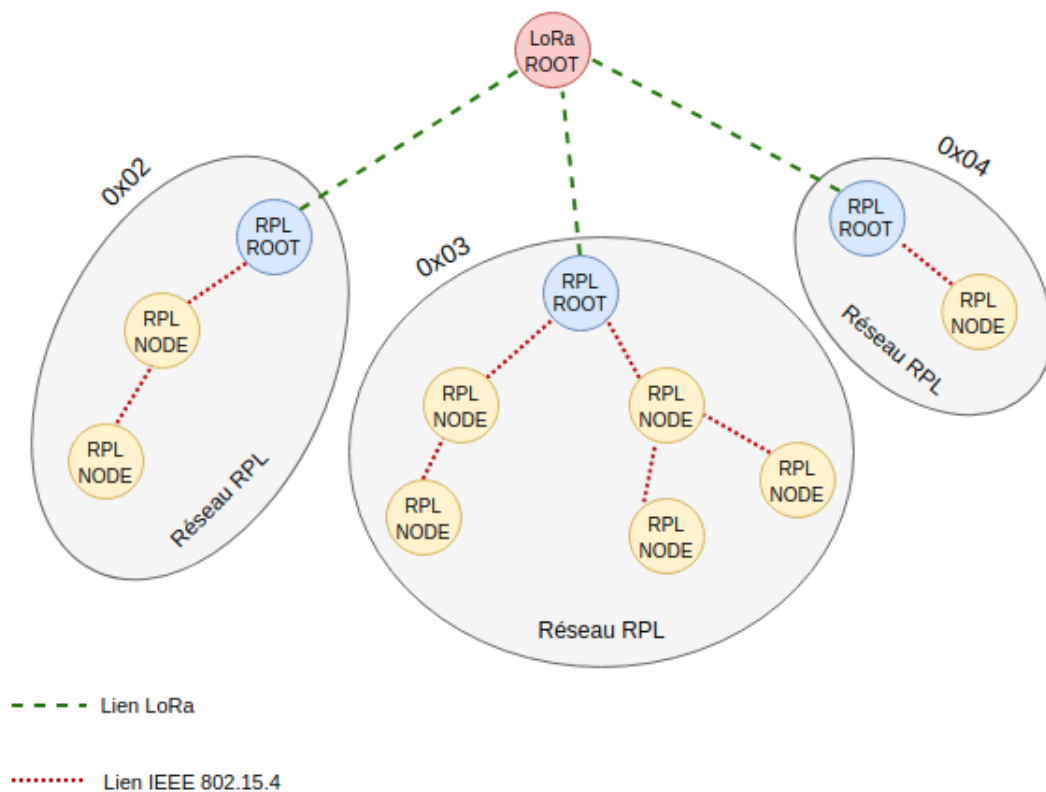 LoRa
ROOT
0x02
0x04
RPL
ROOT
RPL
ROOT
0x03
RPL
ROOT
RPL
NODE
RPL
NODE
Réseau RPL
RPL
NODE
RPL
NODE
RPL
NODE
RPL
NODE
Réseau RPL
RPL
NODE
RPL
NODE
Réseau RPL
Lien LoRa
Lien IEEE 802.15.4